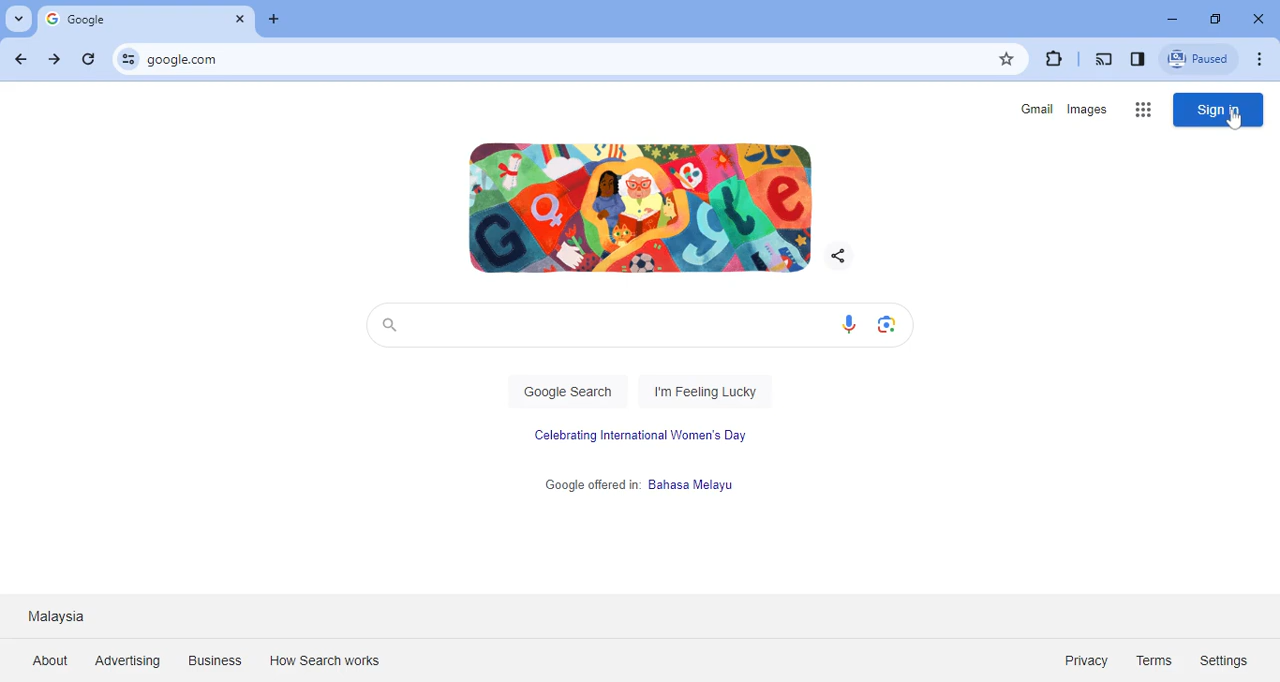 Google
google.com
Paused
Gmail Images Sign in
G g l e
Google Search I'm Feeling Lucky
Celebrating International Women's Day
Google offered in: Bahasa Melayu
Malaysia
About Advertising Business How Search works Privacy Terms Settings